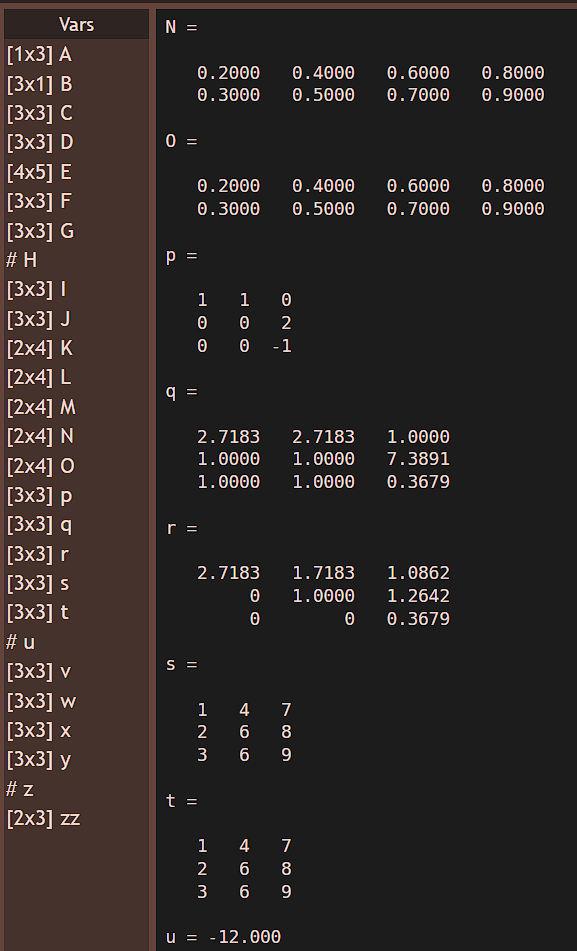 Vars
[1x3] A
[3x1] B
[3x3] C
[3x3] D
[4x5] E
[3x3] F
[3x3] G
# H
[3x3] I
[3x3] J
[2x4] K
[2x4] L
[2x4] M
[2x4] N
[2x4] O
[3x3] p
[3x3] q
[3x3] r
[3x3] s
[3x3] t
# u
[3x3] v
[3x3] w
[3x3] x
[3x3] y
# z
[2x3] zz
N =
0.2000 0.4000 0.6000 0.8000
0.3000 0.5000 0.7000 0.9000
O =
0.2000 0.4000 0.6000 0.8000
0.3000 0.5000 0.7000 0.9000
p =
1 1 0
0 0 2
0 0 -1
q =
2.7183 2.7183 1.0000
1.0000 1.0000 7.3891
1.0000 1.0000 0.3679
r =
2.7183 1.7183 1.0862
0 1.0000 1.2642
0 0 0.3679
s =
1 4 7
2 6 8
3 6 9
t =
1 4 7
2 6 8
3 6 9
u = -12.000